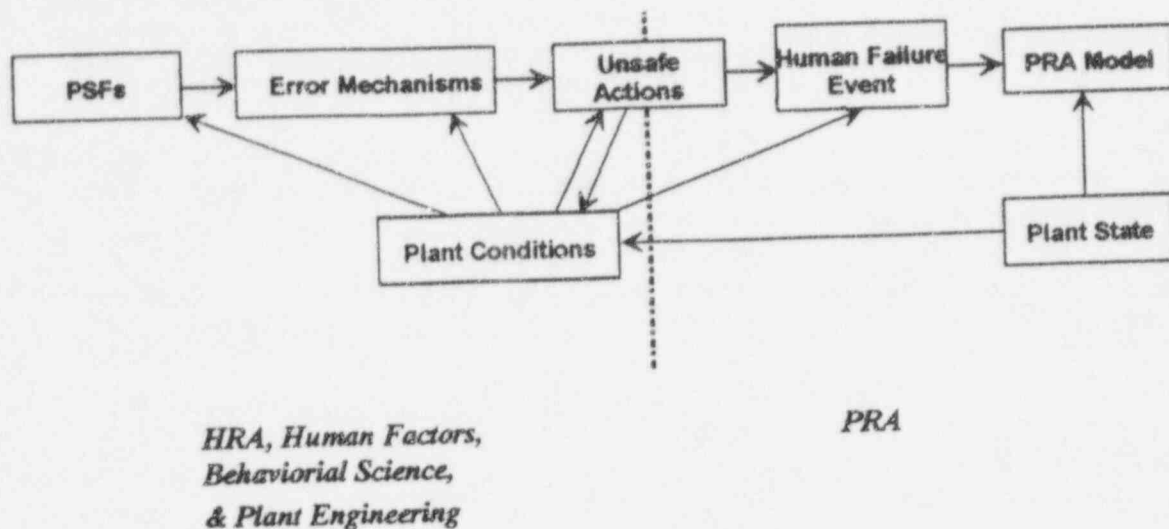 PSFs
Error Mechanisms
Unsafe
Actions
Human Failure
Event
PRA Model
Plant Conditions
Plant State
HRA, Human Factors,
Behaviorial Science,
& Plant Engineering
PRA